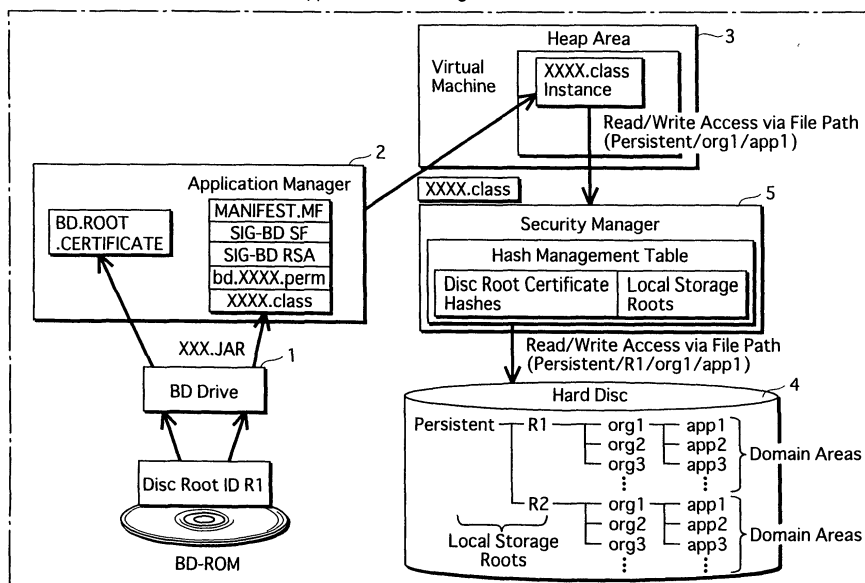 Heap Area
3
Virtual
Machine
XXXX.class
Instance
Read/Write Access via File Path
(Persistent/org1/app1)
2
Application Manager
BD.ROOT
.CERTIFICATE
MANIFEST.MF
SIG-BD SF
SIG-BD RSA
bd.XXXX.perm
XXXX.class
XXXX.class
5
Security Manager
Hash Management Table
Disc Root Certificate
Hashes
Local Storage
Roots
XXX.JAR
1
BD Drive
Disc Root ID R1
BD-ROM
Read/Write Access via File Path
(Persistent/R1/org1/app1)
4
Hard Disc
Persistent R1 org1 app1
org2 app2
org3 app3
Domain Areas
R2 org1 app1
org2 app2
org3 app3
Domain Areas
Local Storage
Roots